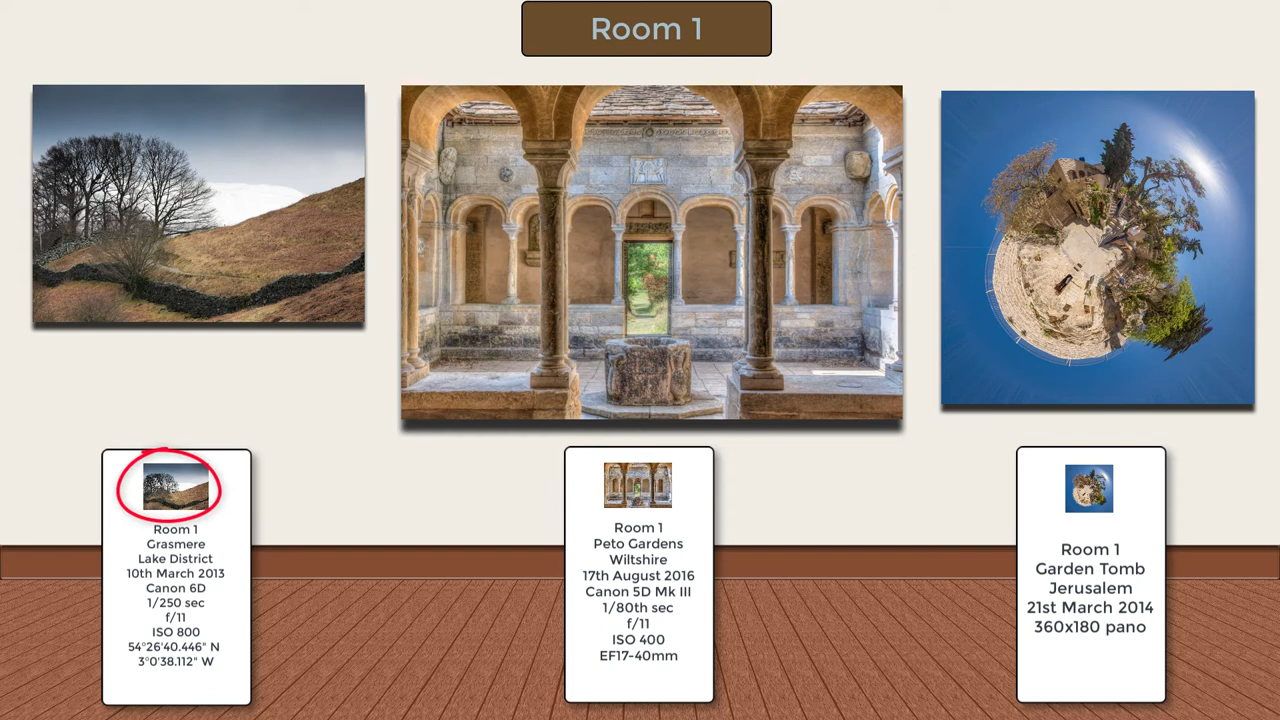 Room 1
Room 1
Grasmere
Lake District
10th March 2013
Canon 6D
1/250 sec
f/11
ISO 800
54°26'40.446" N
3°0'38.112" W
Room 1
Peto Gardens
Wiltshire
17th August 2016
Canon 5D Mk III
1/80th sec
f/11
ISO 400
EF17-40mm
Room 1
Garden Tomb
Jerusalem
21st March 2014
360x180 pano